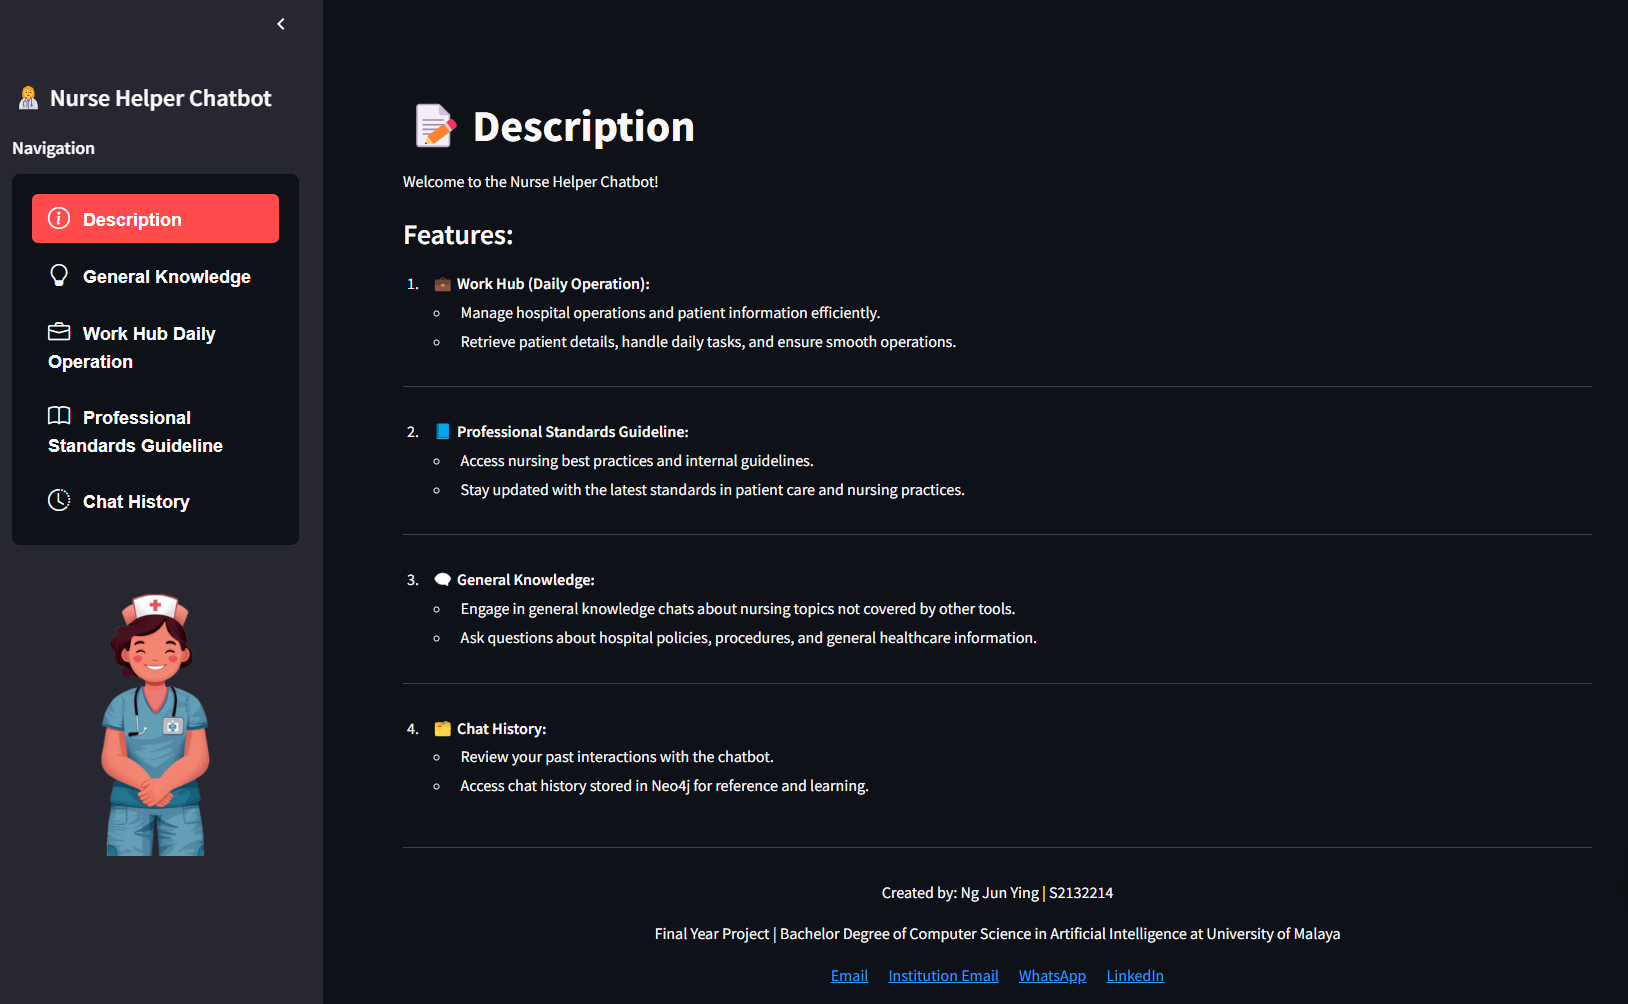 Nurse Helper Chatbot
Navigation
Description
General Knowledge
Work Hub Daily
Operation
Professional
Standards Guideline
Chat History
Description
Welcome to the Nurse Helper Chatbot!
Features:
1. Work Hub (Daily Operation):
Manage hospital operations and patient information efficiently.
Retrieve patient details, handle daily tasks, and ensure smooth operations.
2. Professional Standards Guideline:
Access nursing best practices and internal guidelines.
Stay updated with the latest standards in patient care and nursing practices.
3. General Knowledge:
Engage in general knowledge chats about nursing topics not covered by other tools.
Ask questions about hospital policies, procedures, and general healthcare information.
4. Chat History:
Review your past interactions with the chatbot.
Access chat history stored in Neo4j for reference and learning.
Created by: Ng Jun Ying | S2132214
Final Year Project | Bachelor Degree of Computer Science in Artificial Intelligence at University of Malaya
Email Institution Email WhatsApp LinkedIn